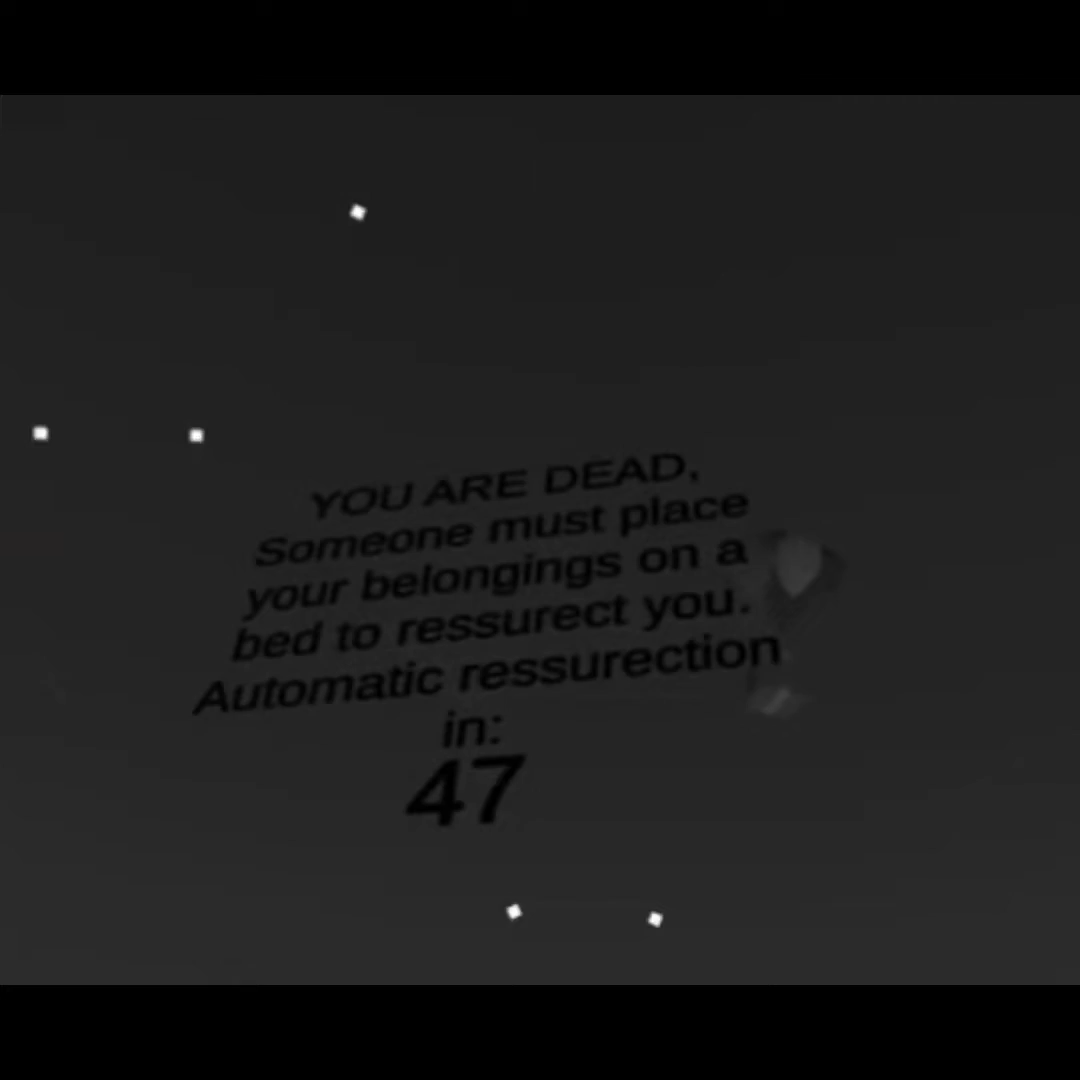 YOU ARE DEAD,
Someone must place
your belongings on a
bed to ressurect you.
Automatic ressurection
in:
47